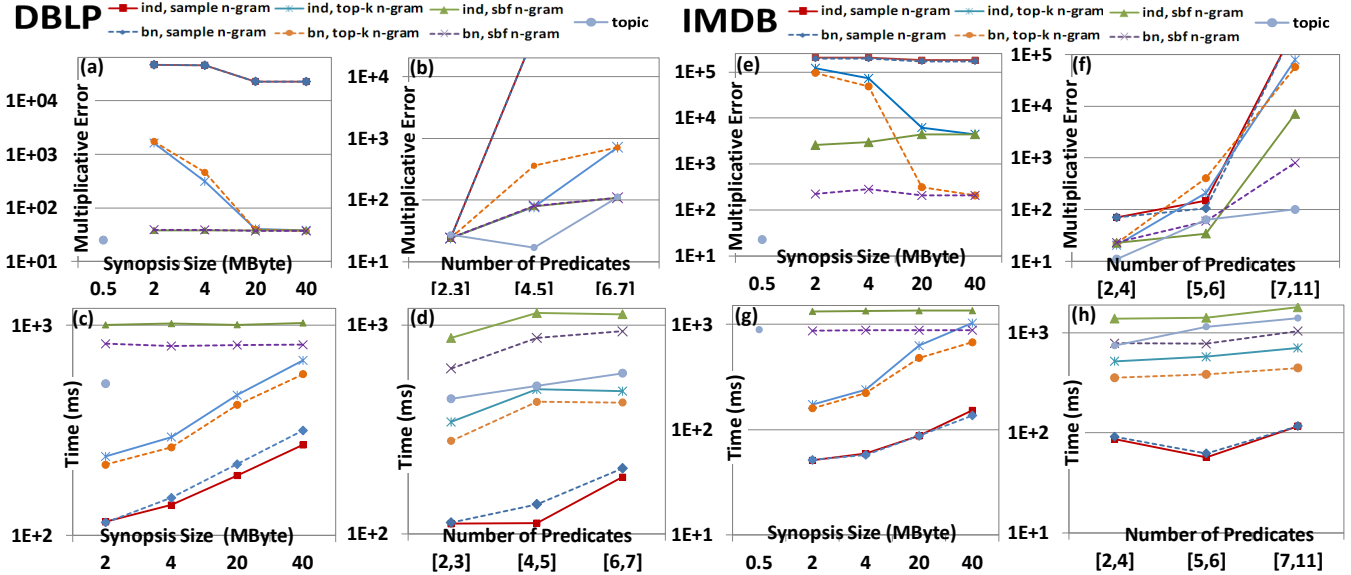 DBLP
ind, sample n-gram
ind, top-k n-gram
ind, sbf n-gram
bn, sample n-gram
bn, top-k n-gram
bn, sbf n-gram
topic
IMDB
ind, sample n-gram
ind, top-k n-gram
ind, sbf n-gram
bn, sample n-gram
bn, top-k n-gram
bn, sbf n-gram
topic
(a)
Multiplicative Error
1E+04
1E+03
1E+02
1E+01
Synopsis Size (MByte)
0.5 2 4 20 40
(b)
Multiplicative Error
1E+4
1E+3
1E+2
1E+1
Number of Predicates
[2,3] [4,5] [6,7]
(e)
Multiplicative Error
1E+5
1E+4
1E+3
1E+2
1E+1
Synopsis Size (MByte)
0.5 2 4 20 40
(f)
Multiplicative Error
1E+5
1E+4
1E+3
1E+2
1E+1
Number of Predicates
[2,4] [5,6] [7,11]
(c)
Time (ms)
1E+3
1E+2
Synopsis Size (MByte)
2 4 20 40
(d)
Time (ms)
1E+3
1E+2
Number of Predicates
[2,3] [4,5] [6,7]
(g)
Time (ms)
1E+3
1E+2
1E+1
Synopsis Size (MByte)
0.5 2 4 20 40
(h)
Time (ms)
1E+3
1E+2
1E+1
Number of Predicates
[2,4] [5,6] [7,11]